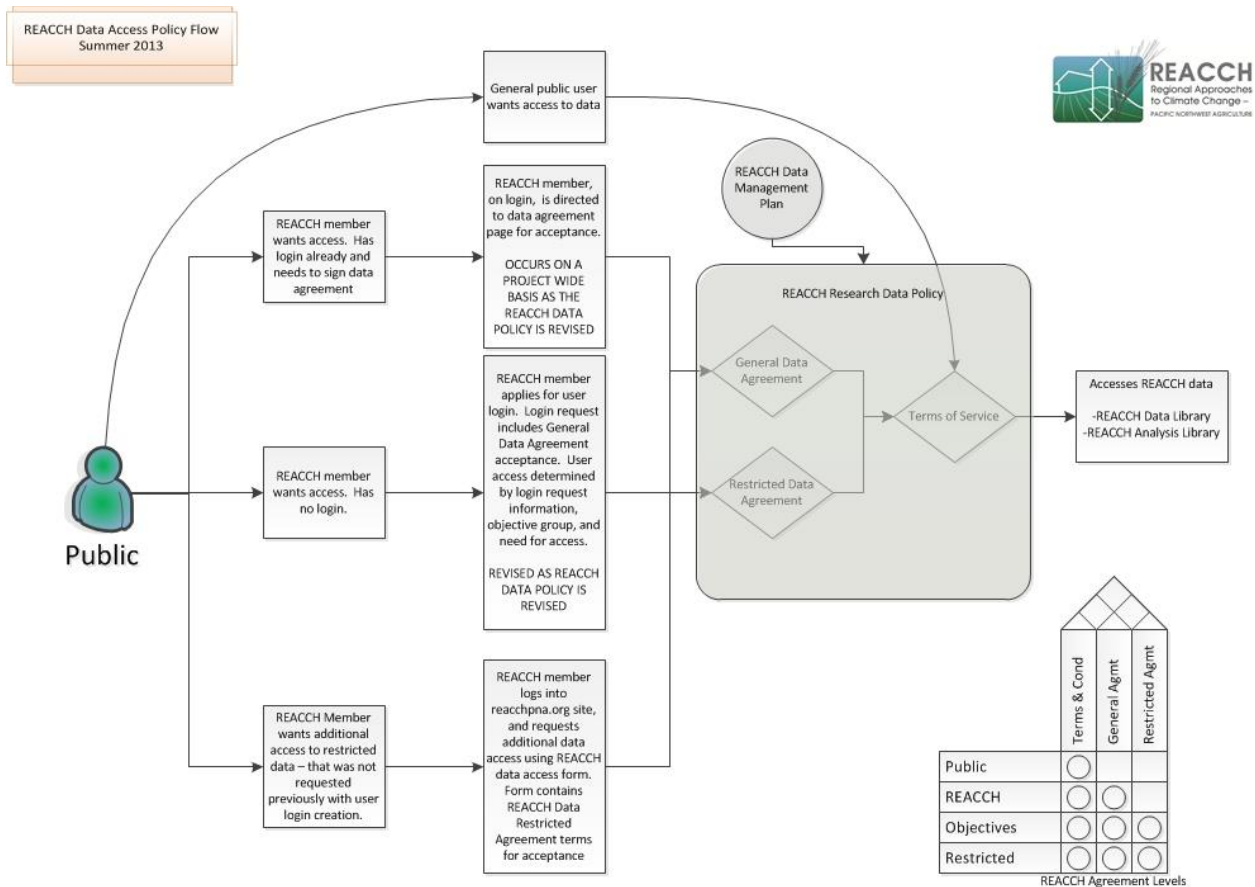 REACCH Data Access Policy Flow
Summer 2013
REACCH
Regional Approaches
to Climate Change –
PACIFIC NORTHWEST AGRICULTURE
General public user
wants access to data
REACCH Data
Management
Plan
REACCH member
wants access.  Has
login already and
needs to sign data
agreement
REACCH member,
on login,  is directed
to data agreement
page for acceptance.
OCCURS ON A
PROJECT WIDE
BASIS AS THE
REACCH DATA
POLICY IS REVISED
REACCH Research Data Policy
General Data
Agreement
Restricted Data
Agreement
Terms of Service
Accesses REACCH data
-REACCH Data Library
-REACCH Analysis Library
Public
REACCH member
wants access.  Has
no login.
REACCH member
applies for user
login.  Login request
includes General
Data Agreement
acceptance.  User
access determined
by login request
information,
objective group, and
need for access.
REVISED AS REACCH
DATA POLICY IS
REVISED
REACCH Member
wants additional
access to restricted
data – that was not
requested
previously with user
login creation.
REACCH member
logs into
reacchpna.org site,
and requests
additional data
access using REACCH
data access form.
Form contains
REACCH Data
Restricted
Agreement terms
for acceptance
Terms & Cond
General Agmt
Restricted Agmt
Public
REACCH
Objectives
Restricted
REACCH Agreement Levels